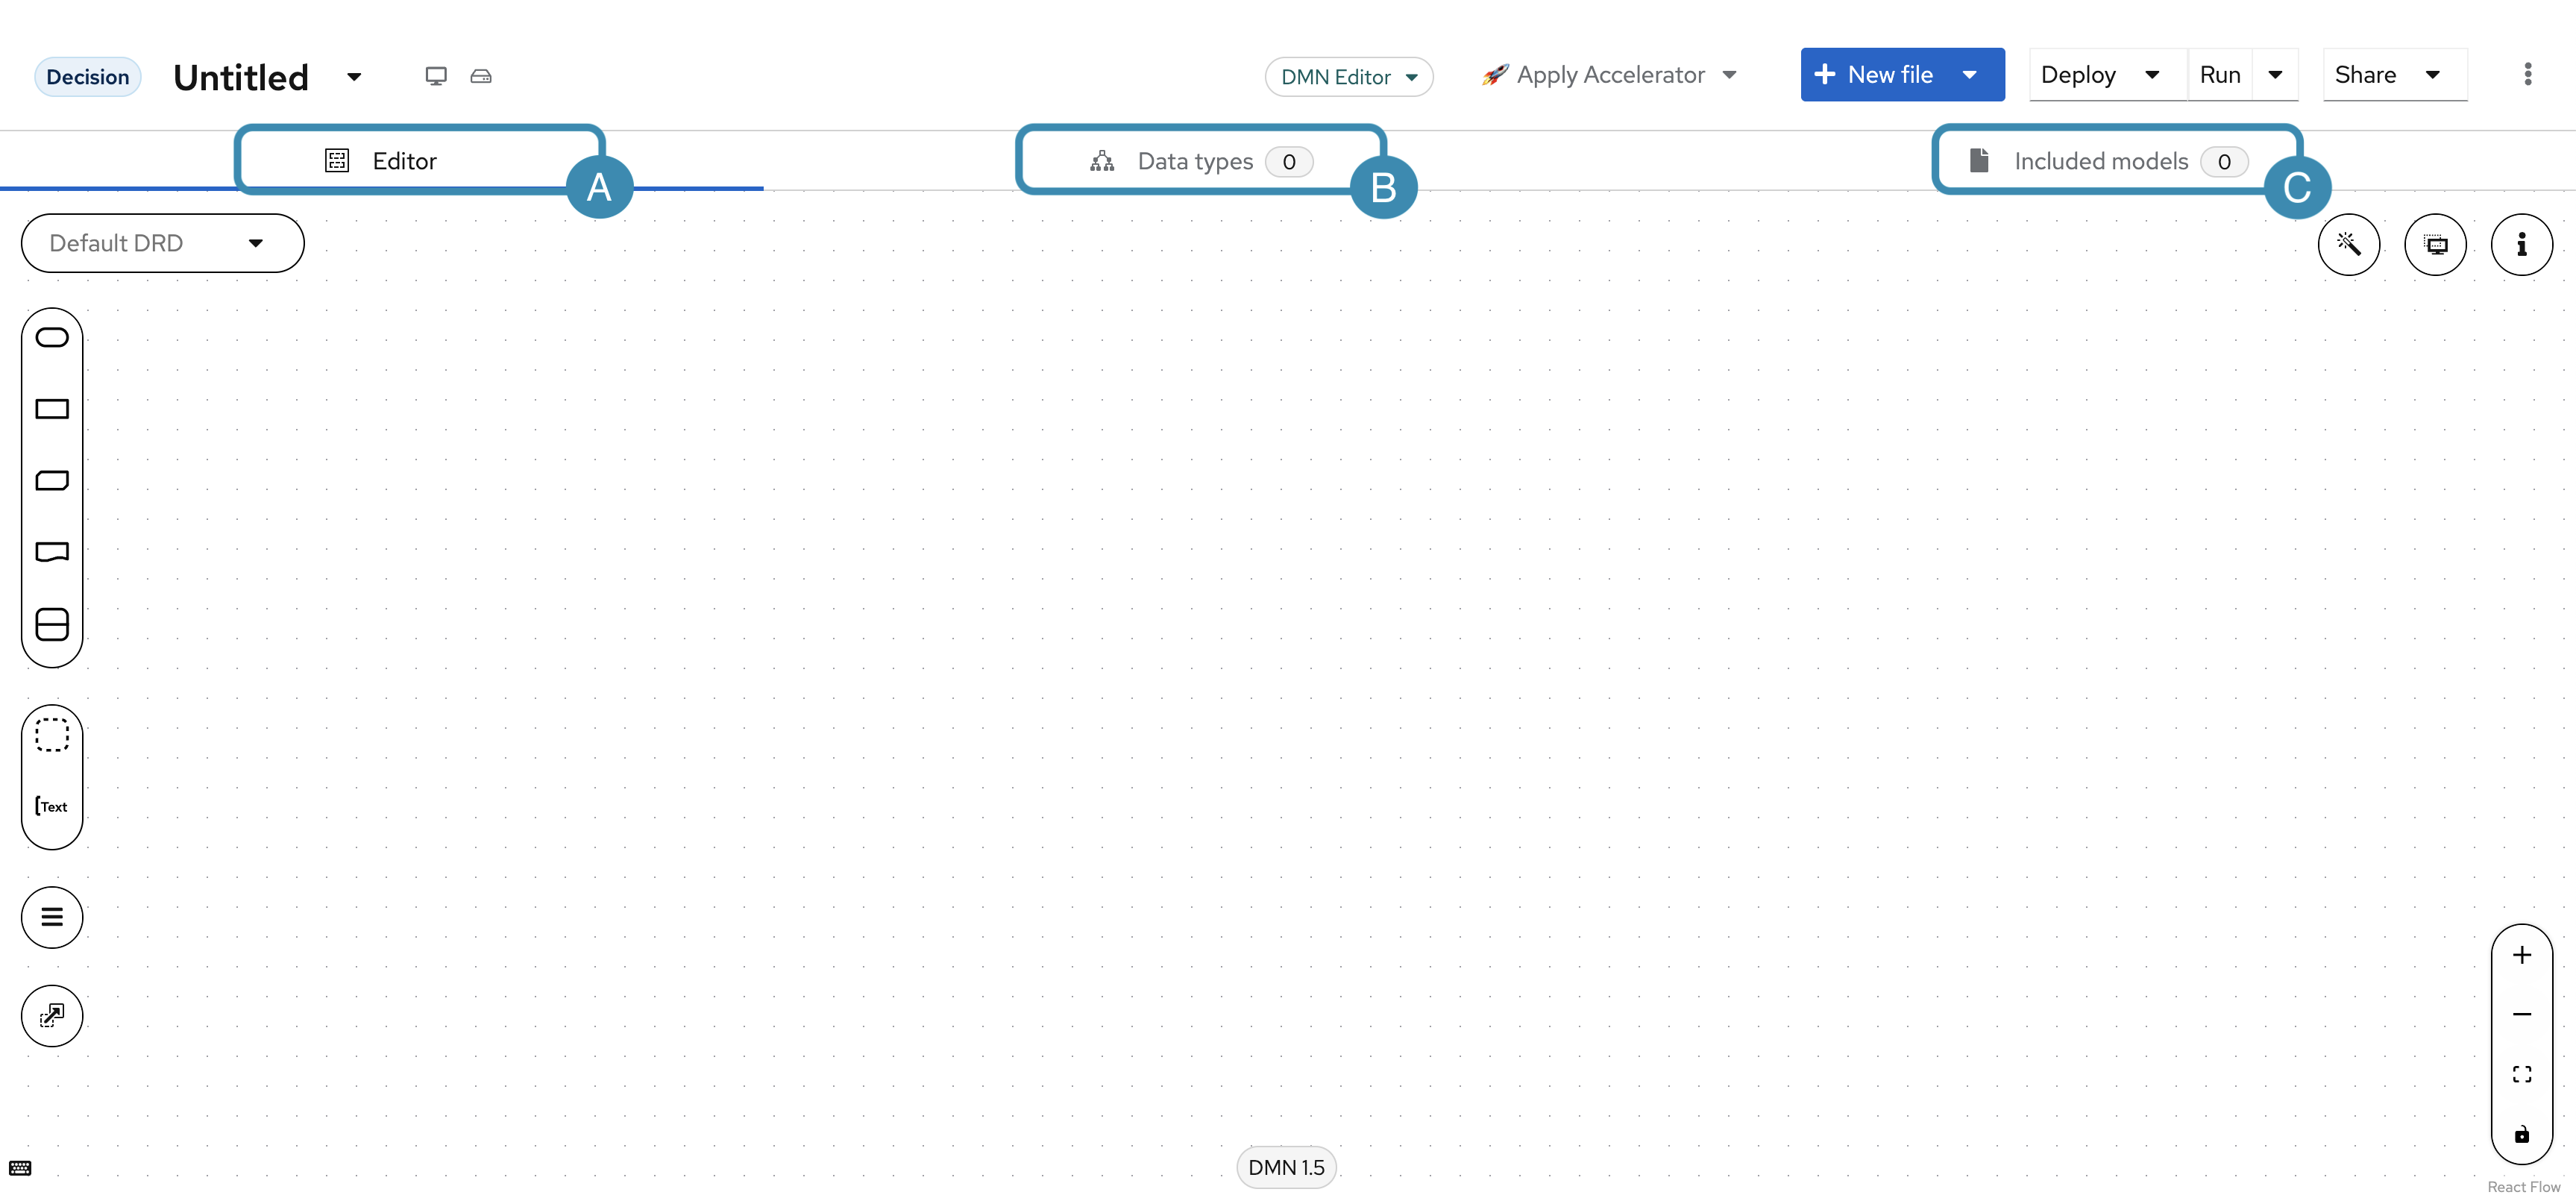 Decision Untitled DMN Editor Apply Accelerator New file Deploy Run Share
Editor Data types 0 Included models 0
A B C
Default DRD
Text
DMN 1.5
React Flow